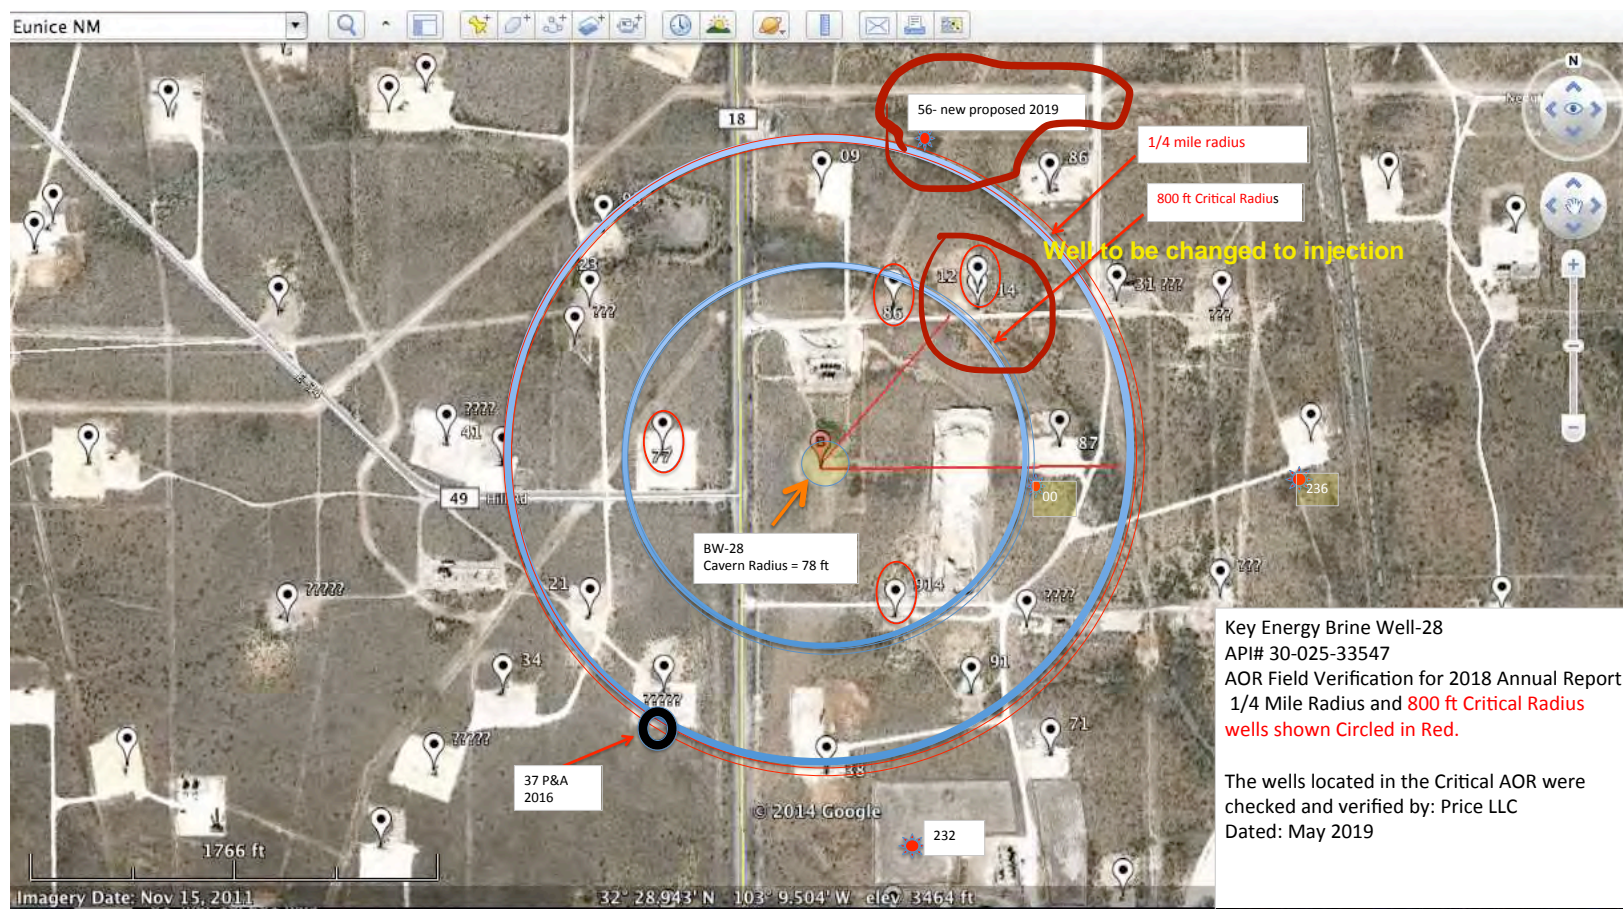 Eunice NM
N
18
56- new proposed 2019
1/4 mile radius
09
86
800 ft Critical Radius
Well to be changed to injection
23
12
14
31 ???
???
86
???
????
41
77
B
87
49
Hill Rd
00
236
BW-28
Cavern Radius = 78 ft
21
914
????
???
?????
34
91
?????
71
?????
38
37 P&A
2016
© 2014 Google
232
1766 ft
Imagery Date: Nov 15, 2011
32° 28.943' N 103° 9.504' W elev 3464 ft
Key Energy Brine Well-28
API# 30-025-33547
AOR Field Verification for 2018 Annual Report
1/4 Mile Radius and 800 ft Critical Radius
wells shown Circled in Red.
The wells located in the Critical AOR were
checked and verified by: Price LLC
Dated: May 2019